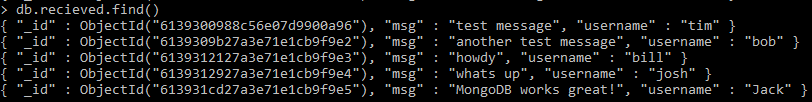 > db.recieved.find()
{ "_id" : ObjectId("6139300988c56e07d9900a96"), "msg" : "test message", "username" : "tim" }
{ "_id" : ObjectId("6139309b27a3e71e1cb9f9e2"), "msg" : "another test message", "username" : "bob" }
{ "_id" : ObjectId("6139312127a3e71e1cb9f9e3"), "msg" : "howdy", "username" : "bill" }
{ "_id" : ObjectId("6139312927a3e71e1cb9f9e4"), "msg" : "whats up", "username" : "josh" }
{ "_id" : ObjectId("613931cd27a3e71e1cb9f9e5"), "msg" : "MongoDB works great!", "username" : "Jack" }